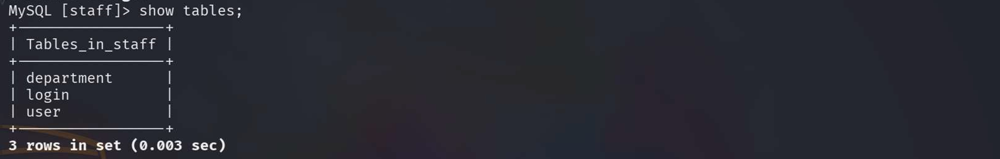 MySQL [staff]> show tables;
+-----------------+
| Tables_in_staff |
+-----------------+
| department      |
| login           |
| user            |
+-----------------+
3 rows in set (0.003 sec)